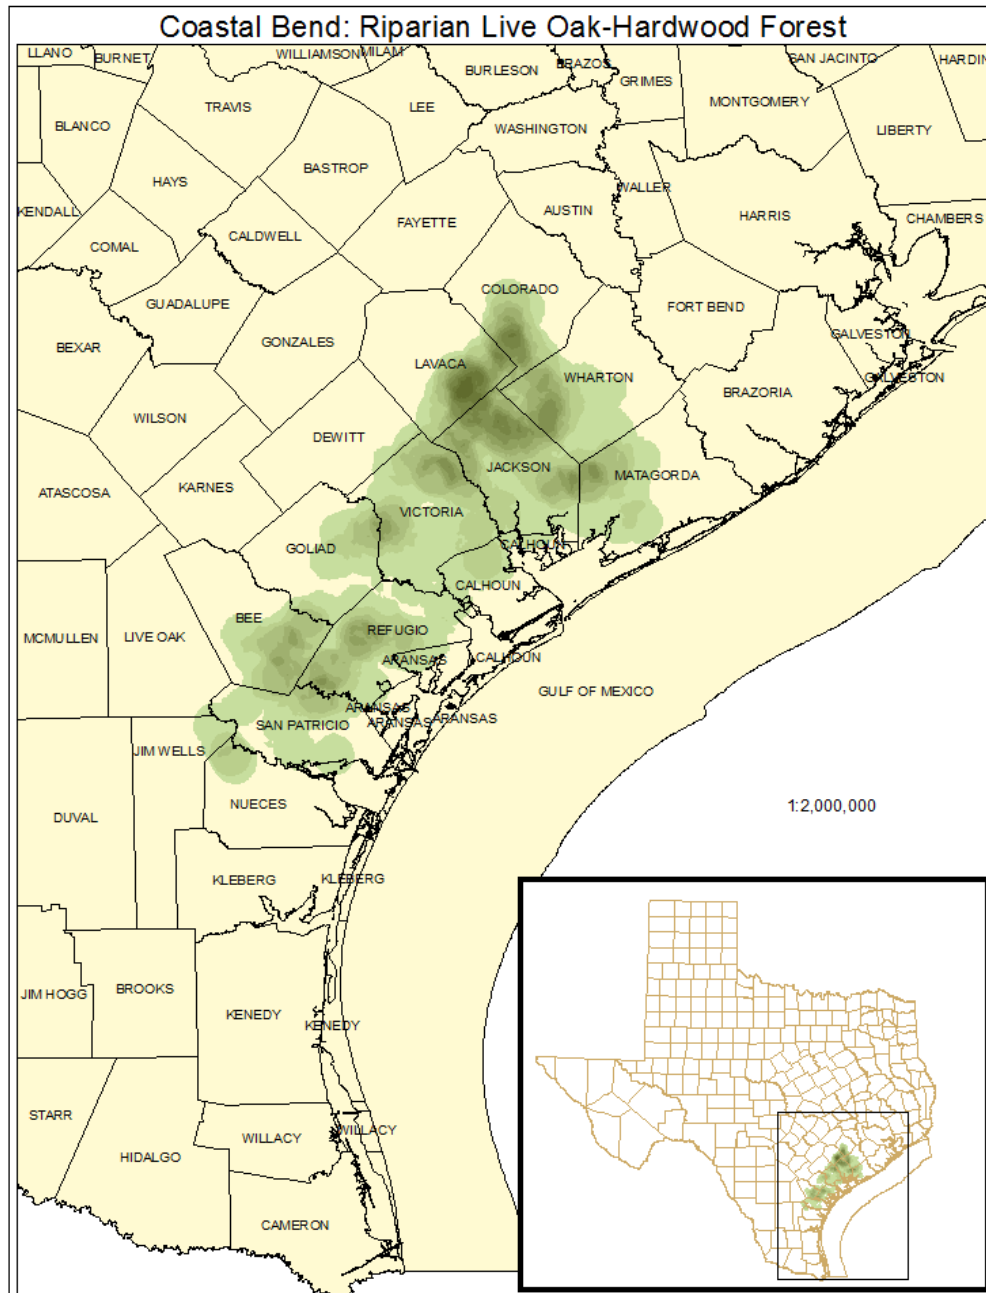 Coastal Bend: Riparian Live Oak-Hardwood Forest
LLANO
BURNET
WILLIAMSON
MILAM
BURLESON
BRAZOS
GRIMES
SAN JACINTO
HARDIN
BLANCO
TRAVIS
LEE
WASHINGTON
MONTGOMERY
LIBERTY
HAYS
BASTROP
WALLER
KENDALL
COMAL
CALDWELL
FAYETTE
AUSTIN
HARRIS
CHAMBERS
GUADALUPE
COLORADO
FORT BEND
BEXAR
GONZALES
LAVACA
WHARTON
GALVESTON
GALVESTON
BRAZORIA
WILSON
DEWITT
ATASCOSA
KARNES
JACKSON
MATAGORDA
VICTORIA
GOLIAD
CALHOUN
CALHOUN
MCMULLEN
LIVE OAK
BEE
REFUGIO
ARANSAS
CALHOUN
GULF OF MEXICO
ARANSAS
ARANSAS
ARANSAS
SAN PATRICIO
JIM WELLS
DUVAL
NUECES
1:2,000,000
KLEBERG
KLEBERG
JIM HOGG
BROOKS
KENEDY
KENEDY
STARR
HIDALGO
WILLACY
WILLACY
CAMERON